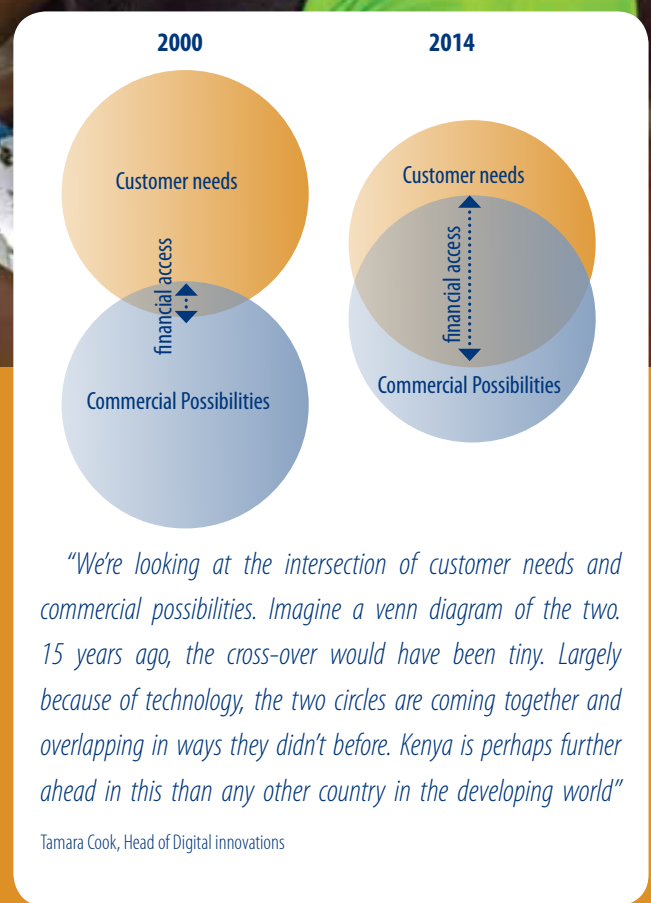 2000
2014
Customer needs
financial access
Commercial Possibilities
Customer needs
financial access
Commercial Possibilities
“We’re looking at the intersection of customer needs and
commercial possibilities. Imagine a venn diagram of the two.
15 years ago, the cross-over would have been tiny. Largely
because of technology, the two circles are coming together and
overlapping in ways they didn’t before. Kenya is perhaps further
ahead in this than any other country in the developing world”
Tamara Cook, Head of Digital innovations